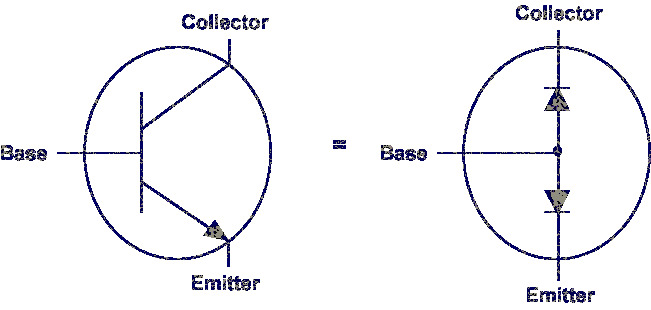 Collector
Base
Emitter
=
Collector
Base
Emitter